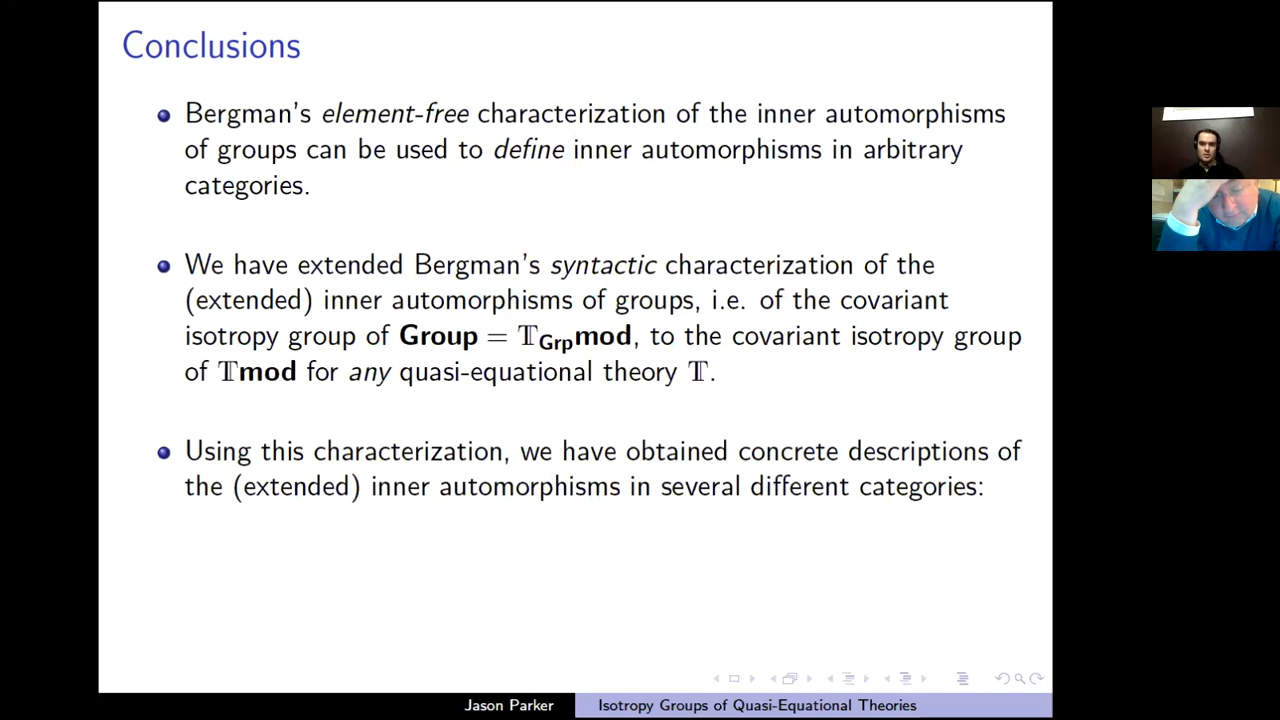 Conclusions
Bergman's element-free characterization of the inner automorphisms
of groups can be used to define inner automorphisms in arbitrary
categories.
We have extended Bergman's syntactic characterization of the
(extended) inner automorphisms of groups, i.e. of the covariant
isotropy group of Group = 𝕋Grpmod, to the covariant isotropy group
of 𝕋mod for any quasi-equational theory 𝕋.
Using this characterization, we have obtained concrete descriptions of
the (extended) inner automorphisms in several different categories:
Jason Parker
Isotropy Groups of Quasi-Equational Theories